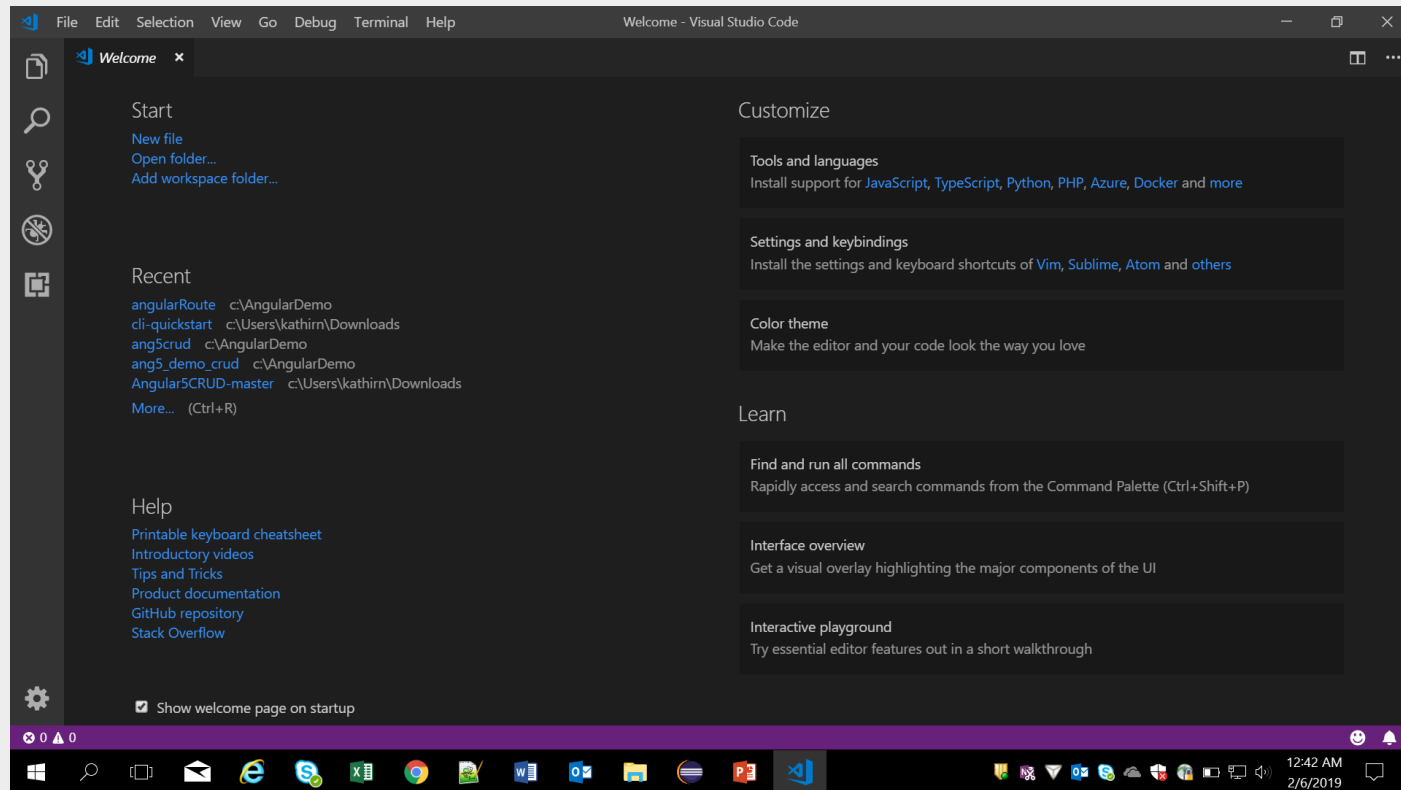 File Edit Selection View Go Debug Terminal Help Welcome - Visual Studio Code
Welcome
Start
New file
Open folder...
Add workspace folder...
Recent
angularRoute c:\AngularDemo
cli-quickstart c:\Users\kathirn\Downloads
ang5crud c:\AngularDemo
ang5_demo_crud c:\AngularDemo
Angular5CRUD-master c:\Users\kathirn\Downloads
More... (Ctrl+R)
Help
Printable keyboard cheatsheet
Introductory videos
Tips and Tricks
Product documentation
GitHub repository
Stack Overflow
Show welcome page on startup
Customize
Tools and languages
Install support for JavaScript, TypeScript, Python, PHP, Azure, Docker and more
Settings and keybindings
Install the settings and keyboard shortcuts of Vim, Sublime, Atom and others
Color theme
Make the editor and your code look the way you love
Learn
Find and run all commands
Rapidly access and search commands from the Command Palette (Ctrl+Shift+P)
Interface overview
Get a visual overlay highlighting the major components of the UI
Interactive playground
Try essential editor features out in a short walkthrough
0 0
12:42 AM
2/6/2019